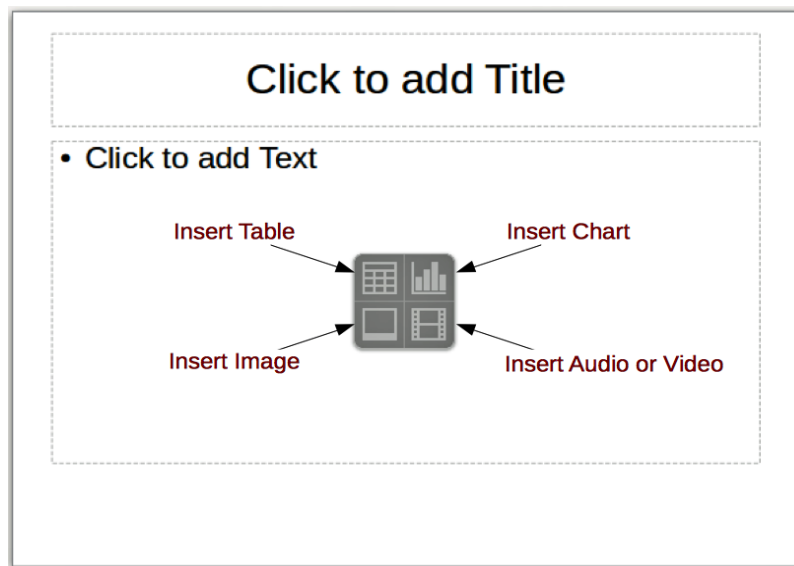 Click to add Title
• Click to add Text
Insert Table
Insert Chart
Insert Image
Insert Audio or Video